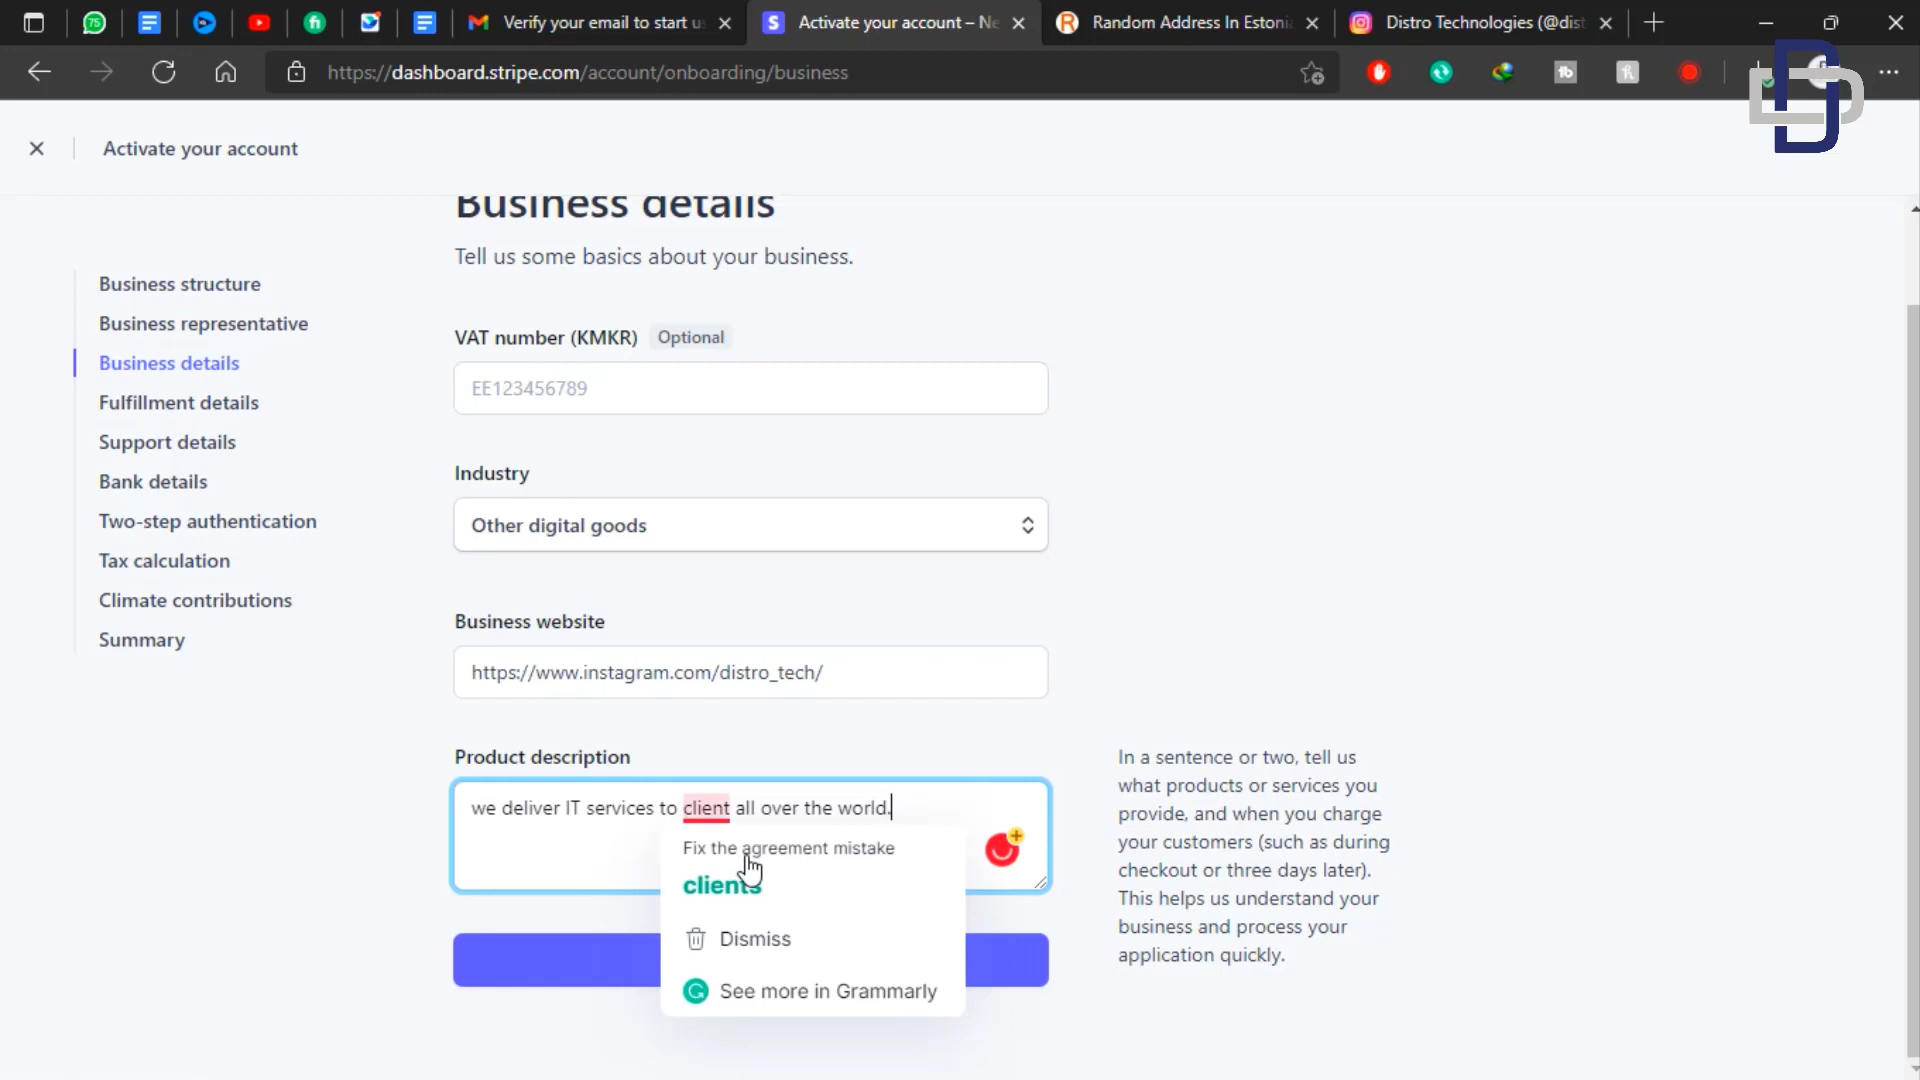 75
Verify your email to start u
Activate your account – Ne
Random Address In Estoni
Distro Technologies (@dist
https://dashboard.stripe.com/account/onboarding/business
Activate your account
Business details
Tell us some basics about your business.
Business structure
Business representative
Business details
Fulfillment details
Support details
Bank details
Two-step authentication
Tax calculation
Climate contributions
Summary
VAT number (KMKR) Optional
EE123456789
Industry
Other digital goods
Business website
https://www.instagram.com/distro_tech/
Product description
we deliver IT services to client all over the world.
Fix the agreement mistake
clients
Dismiss
See more in Grammarly
In a sentence or two, tell us
what products or services you
provide, and when you charge
your customers (such as during
checkout or three days later).
This helps us understand your
business and process your
application quickly.